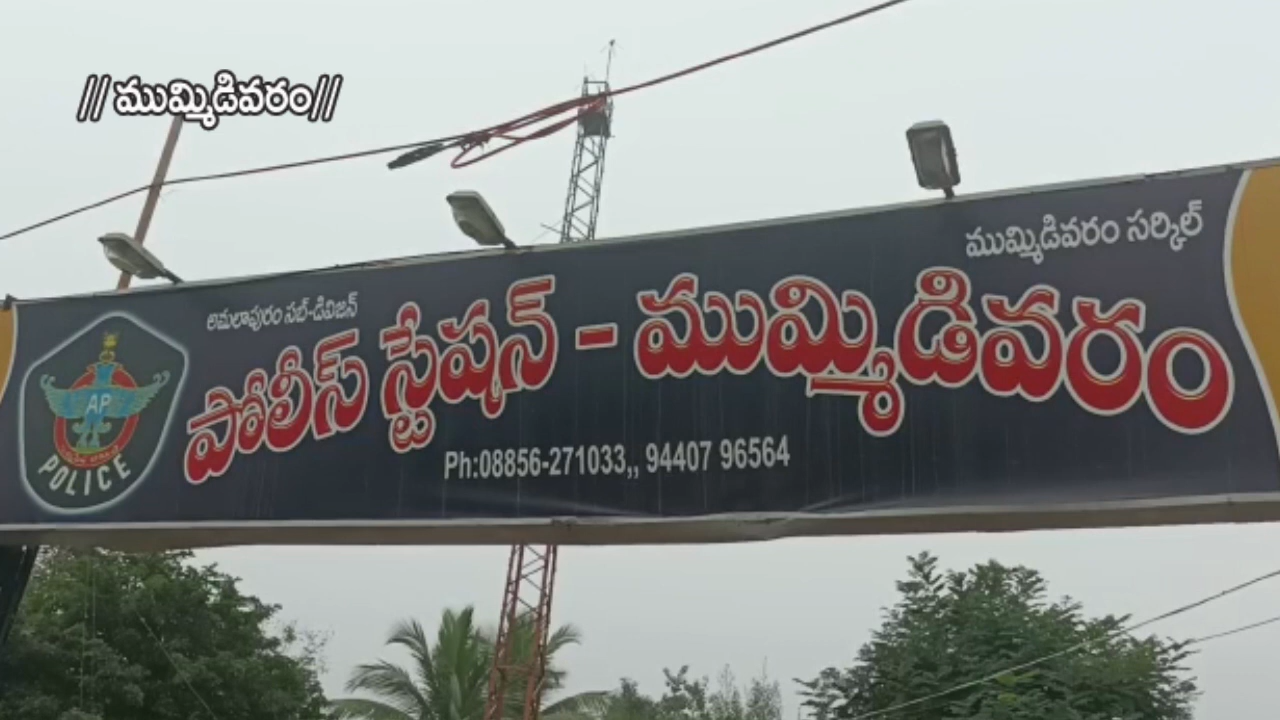 // ముమ్మిడివరం//
ముమ్మిడివరం సర్కిల్
అమలాపురం సబ్-డివిజన్
పోలీస్ స్టేషన్ - ముమ్మిడివరం
Ph:08856-271033,, 94407 96564
AP
POLICE